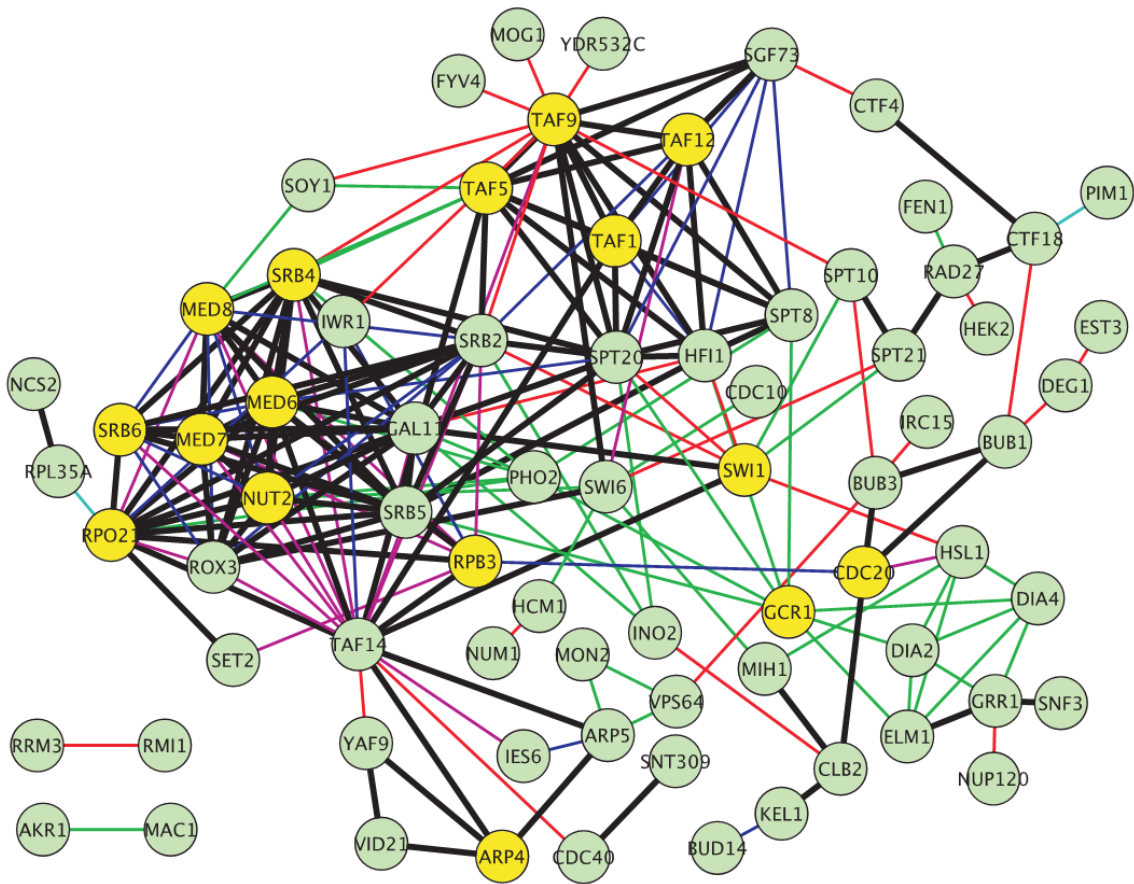 MOG1
YDR532C
SGF73
FYV4
CTF4
TAF9
TAF12
SOY1
TAF5
PIM1
FEN1
TAF1
CTF18
SRB4
SPT10
RAD27
MED8
IWR1
SPT8
HEK2
EST3
SRB2
SPT20
HFI1
SPT21
NCS2
DEG1
CDC10
MED6
IRC15
SRB6
MED7
GAL11
BUB1
RPL35A
SWI1
PHO2
SWI6
BUB3
NUT2
SRB5
RPO21
HSL1
ROX3
RPB3
CDC20
HCM1
GCR1
DIA4
TAF14
INO2
SET2
NUM1
MON2
MIH1
DIA2
VPS64
GRR1
SNF3
RRM3
RMI1
YAF9
IES6
ARP5
ELM1
SNT309
CLB2
NUP120
KEL1
AKR1
MAC1
VID21
ARP4
CDC40
BUD14